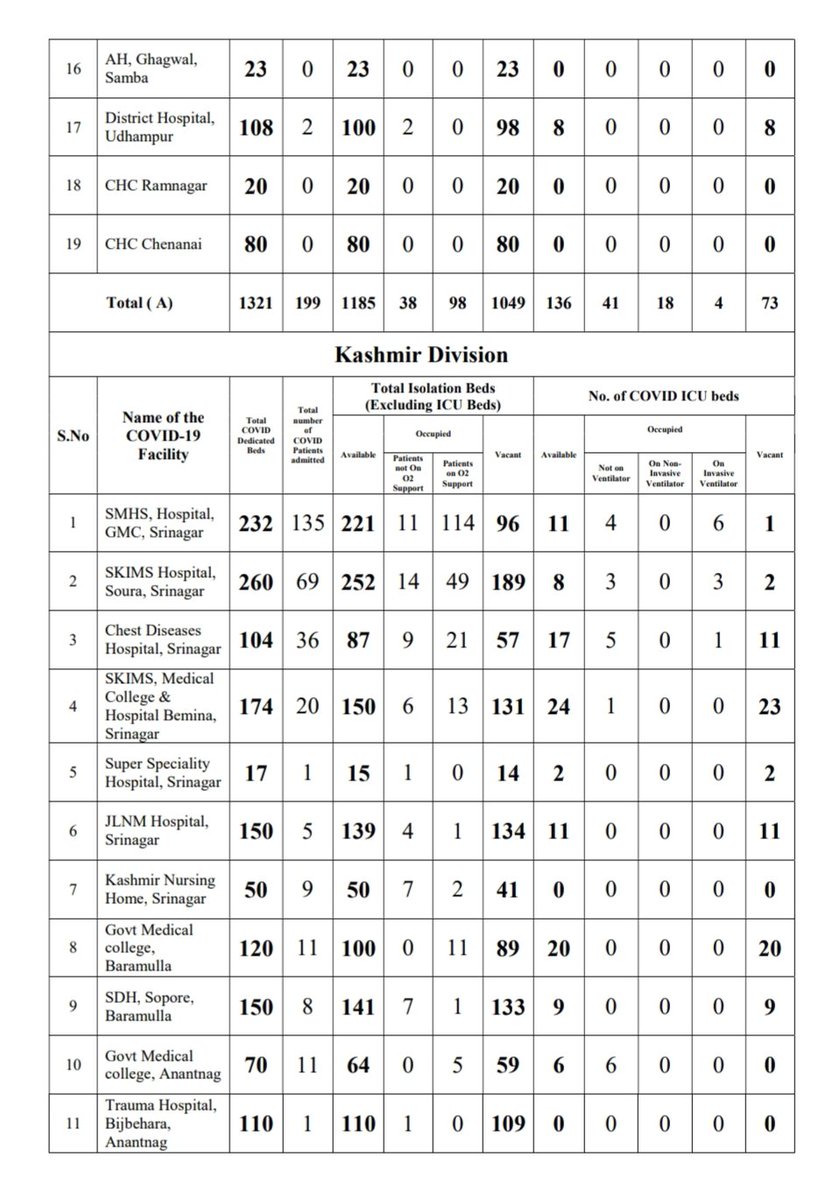 16 AH, Ghagwal, Samba 23 0 23 0 0 23 0 0 0 0 0
17 District Hospital, Udhampur 108 2 100 2 0 98 8 0 0 0 8
18 CHC Ramnagar 20 0 20 0 0 20 0 0 0 0 0
19 CHC Chenanai 80 0 80 0 0 80 0 0 0 0 0
Total ( A) 1321 199 1185 38 98 1049 136 41 18 4 73
Kashmir Division
S.No
Name of the COVID-19 Facility
Total COVID Dedicated Beds
Total number of COVID Patients admitted
Total Isolation Beds (Excluding ICU Beds)
Available
Occupied
Patients not On O2 Support
Patients on O2 Support
Vacant
No. of COVID ICU beds
Available
Occupied
Not on Ventilator
On Non-Invasive Ventilator
On Invasive Ventilator
Vacant
1 SMHS, Hospital, GMC, Srinagar 232 135 221 11 114 96 11 4 0 6 1
2 SKIMS Hospital, Soura, Srinagar 260 69 252 14 49 189 8 3 0 3 2
3 Chest Diseases Hospital, Srinagar 104 36 87 9 21 57 17 5 0 1 11
4 SKIMS, Medical College & Hospital Bemina, Srinagar 174 20 150 6 13 131 24 1 0 0 23
5 Super Speciality Hospital, Srinagar 17 1 15 1 0 14 2 0 0 0 2
6 JLNM Hospital, Srinagar 150 5 139 4 1 134 11 0 0 0 11
7 Kashmir Nursing Home, Srinagar 50 9 50 7 2 41 0 0 0 0 0
8 Govt Medical college, Baramulla 120 11 100 0 11 89 20 0 0 0 20
9 SDH, Sopore, Baramulla 150 8 141 7 1 133 9 0 0 0 9
10 Govt Medical college, Anantnag 70 11 64 0 5 59 6 6 0 0 0
11 Trauma Hospital, Bijbehara, Anantnag 110 1 110 1 0 109 0 0 0 0 0